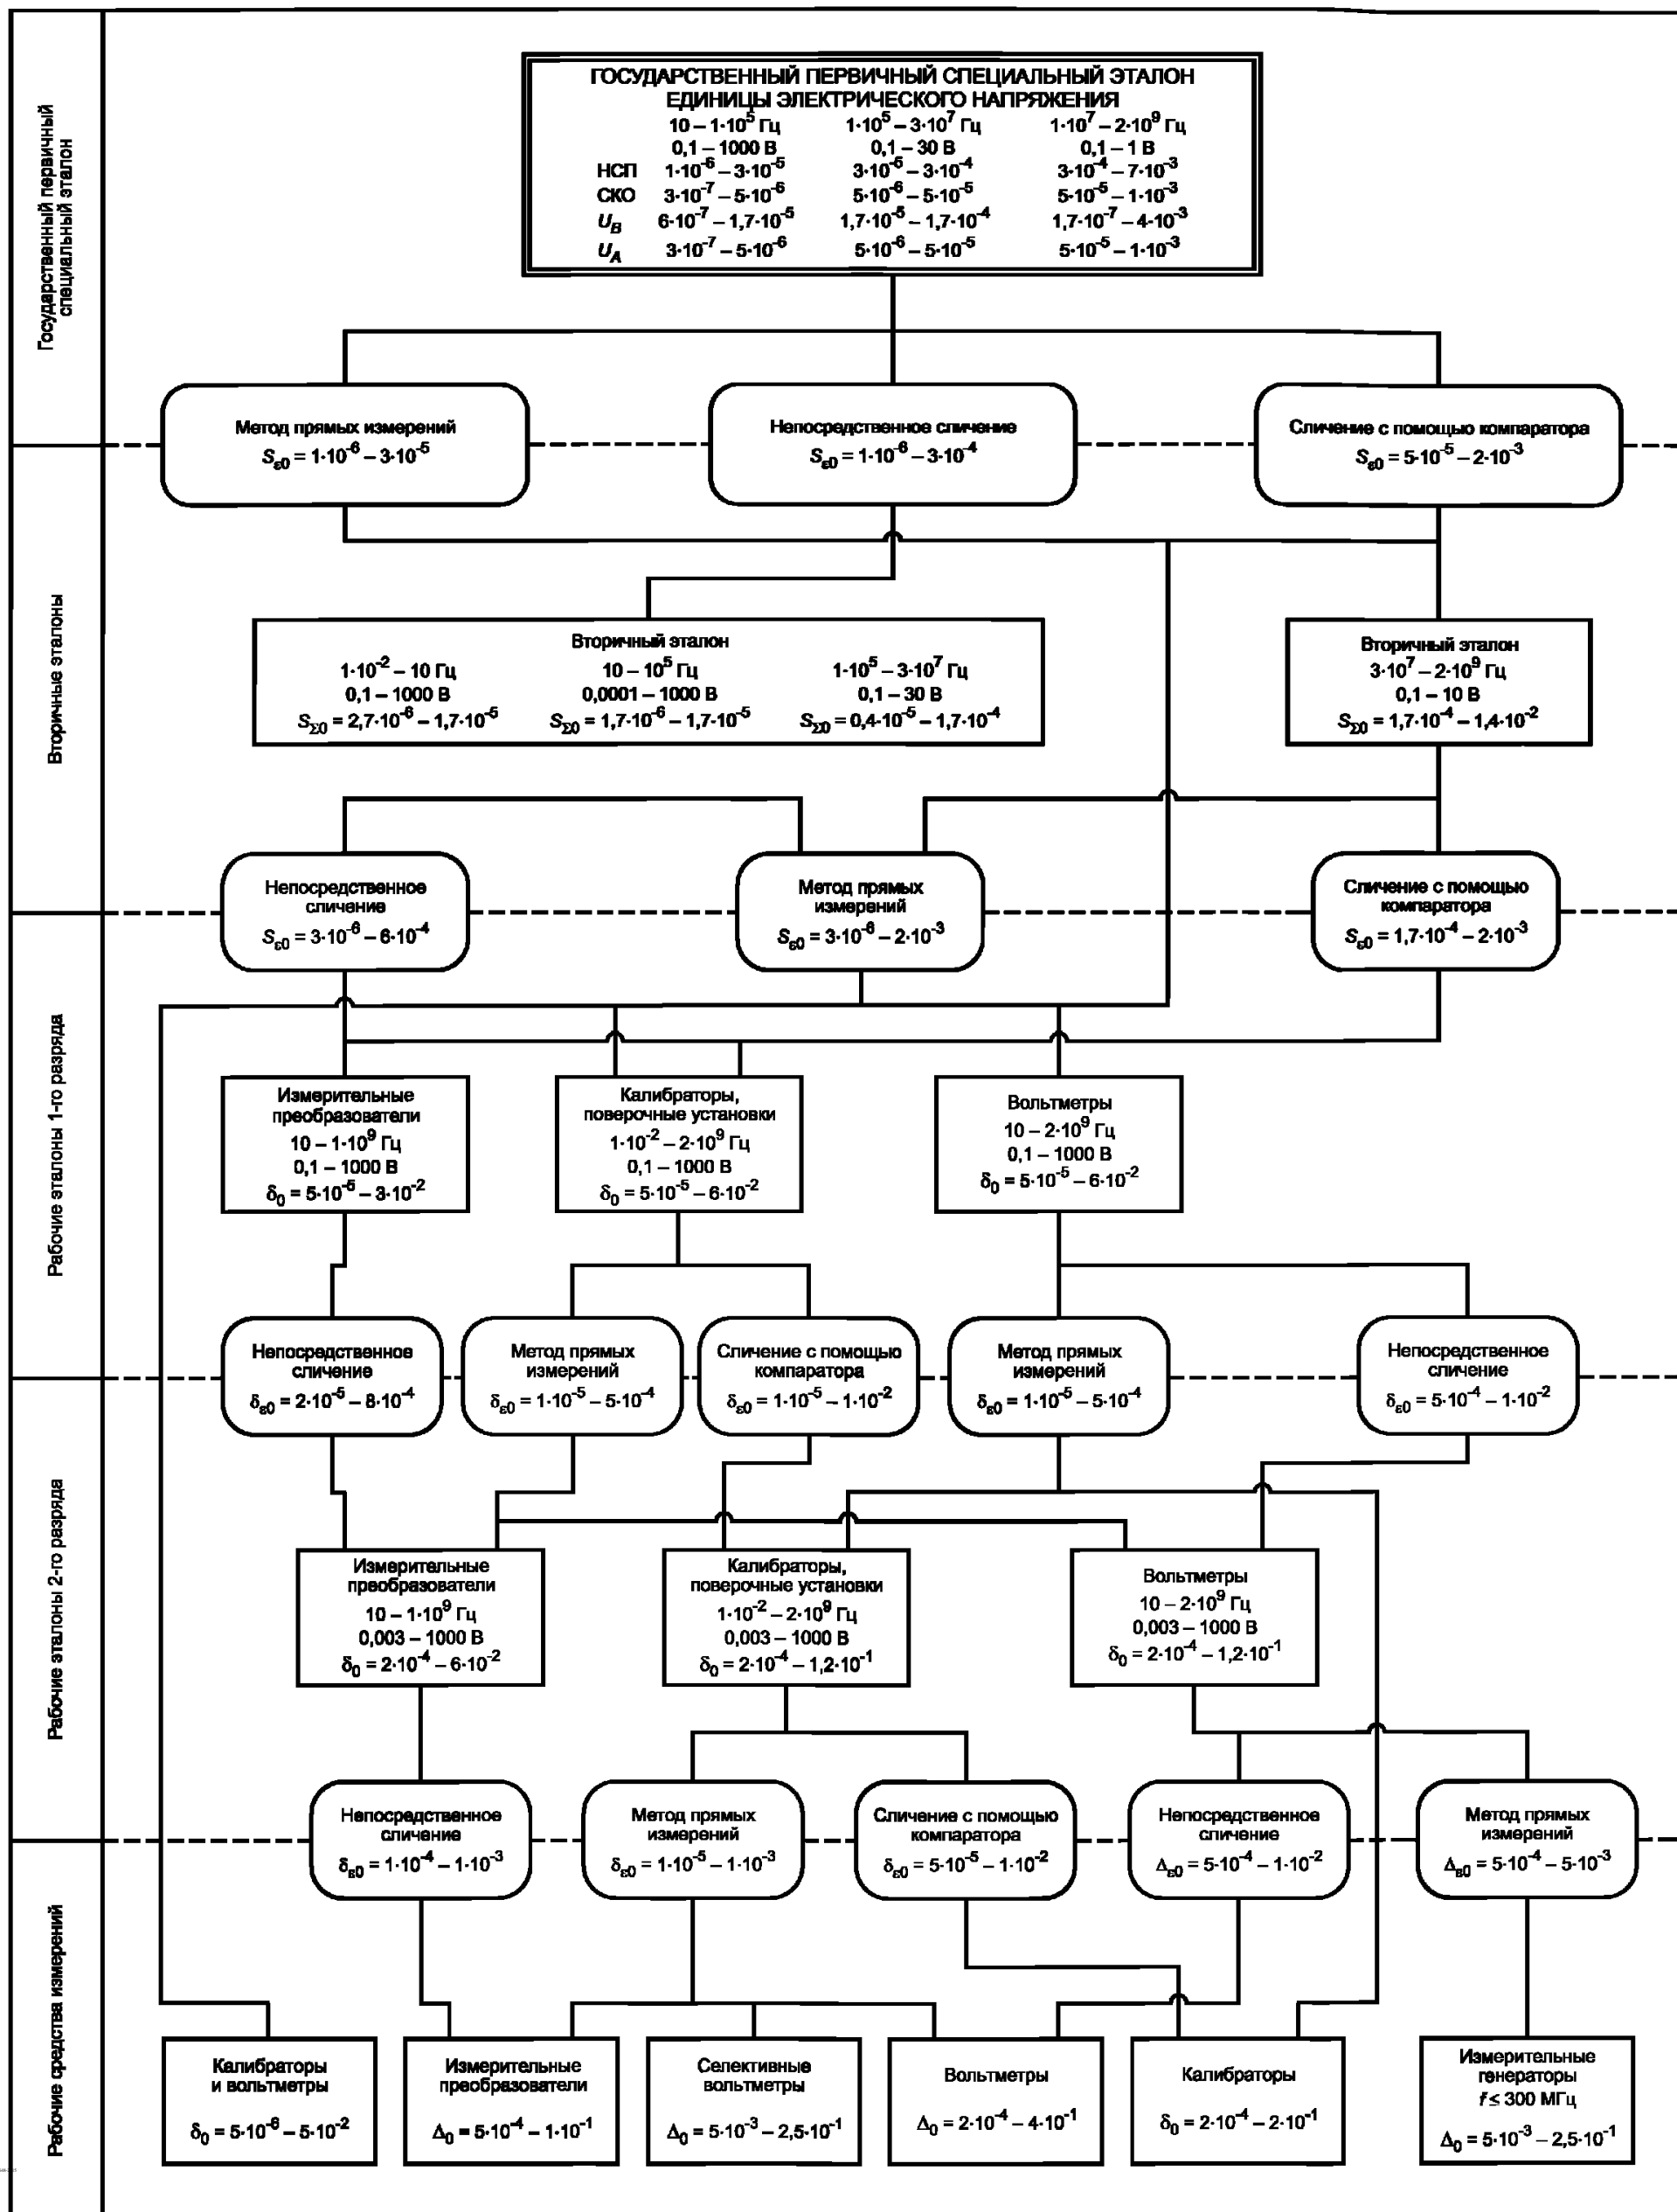 Государственный первичный
специальный эталон
ГОСУДАРСТВЕННЫЙ ПЕРВИЧНЫЙ СПЕЦИАЛЬНЫЙ ЭТАЛОН
ЕДИНИЦЫ ЭЛЕКТРИЧЕСКОГО НАПРЯЖЕНИЯ
10 – 1·10⁵ Гц 1·10⁵ – 3·10⁷ Гц 1·10⁷ – 2·10⁹ Гц
0,1 – 1000 В 0,1 – 30 В 0,1 – 1 В
НСП 1·10⁻⁶ – 3·10⁻⁵ 3·10⁻⁵ – 3·10⁻⁴ 3·10⁻⁴ – 7·10⁻³
СКО 3·10⁻⁷ – 5·10⁻⁶ 5·10⁻⁶ – 5·10⁻⁵ 5·10⁻⁵ – 1·10⁻³
U_B 6·10⁻⁷ – 1,7·10⁻⁵ 1,7·10⁻⁵ – 1,7·10⁻⁴ 1,7·10⁻⁷ – 4·10⁻³
U_A 3·10⁻⁷ – 5·10⁻⁶ 5·10⁻⁶ – 5·10⁻⁵ 5·10⁻⁵ – 1·10⁻³
Метод прямых измерений
S_ε0 = 1·10⁻⁶ – 3·10⁻⁵
Непосредственное сличение
S_ε0 = 1·10⁻⁶ – 3·10⁻⁴
Сличение с помощью компаратора
S_ε0 = 5·10⁻⁵ – 2·10⁻³
Вторичные эталоны
Вторичный эталон
1·10⁻² – 10 Гц 10 – 10⁵ Гц 1·10⁵ – 3·10⁷ Гц
0,1 – 1000 В 0,0001 – 1000 В 0,1 – 30 В
S_Σ0 = 2,7·10⁻⁶ – 1,7·10⁻⁵ S_Σ0 = 1,7·10⁻⁶ – 1,7·10⁻⁵ S_Σ0 = 0,4·10⁻⁵ – 1,7·10⁻⁴
Вторичный эталон
3·10⁷ – 2·10⁹ Гц
0,1 – 10 В
S_Σ0 = 1,7·10⁻⁴ – 1,4·10⁻²
Непосредственное
сличение
S_ε0 = 3·10⁻⁶ – 6·10⁻⁴
Метод прямых
измерений
S_ε0 = 3·10⁻⁶ – 2·10⁻³
Сличение с помощью
компаратора
S_ε0 = 1,7·10⁻⁴ – 2·10⁻³
Рабочие эталоны 1-го разряда
Измерительные
преобразователи
10 – 1·10⁹ Гц
0,1 – 1000 В
δ₀ = 5·10⁻⁵ – 3·10⁻²
Калибраторы,
поверочные установки
1·10⁻² – 2·10⁹ Гц
0,1 – 1000 В
δ₀ = 5·10⁻⁵ – 6·10⁻²
Вольтметры
10 – 2·10⁹ Гц
0,1 – 1000 В
δ₀ = 5·10⁻⁵ – 6·10⁻²
Непосредственное
сличение
δ_ε0 = 2·10⁻⁵ – 8·10⁻⁴
Метод прямых
измерений
δ_ε0 = 1·10⁻⁵ – 5·10⁻⁴
Сличение с помощью
компаратора
δ_ε0 = 1·10⁻⁵ – 1·10⁻²
Метод прямых
измерений
δ_ε0 = 1·10⁻⁵ – 5·10⁻⁴
Непосредственное
сличение
δ_ε0 = 5·10⁻⁴ – 1·10⁻²
Рабочие эталоны 2-го разряда
Измерительные
преобразователи
10 – 1·10⁹ Гц
0,003 – 1000 В
δ₀ = 2·10⁻⁴ – 6·10⁻²
Калибраторы,
поверочные установки
1·10⁻² – 2·10⁹ Гц
0,003 – 1000 В
δ₀ = 2·10⁻⁴ – 1,2·10⁻¹
Вольтметры
10 – 2·10⁹ Гц
0,003 – 1000 В
δ₀ = 2·10⁻⁴ – 1,2·10⁻¹
Непосредственное
сличение
δ_ε0 = 1·10⁻⁴ – 1·10⁻³
Метод прямых
измерений
δ_ε0 = 1·10⁻⁵ – 1·10⁻³
Сличение с помощью
компаратора
δ_ε0 = 5·10⁻⁵ – 1·10⁻²
Непосредственное
сличение
Δ_ε0 = 5·10⁻⁴ – 1·10⁻²
Метод прямых
измерений
Δ_ε0 = 5·10⁻⁴ – 5·10⁻³
Рабочие средства измерений
Калибраторы
и вольтметры
δ₀ = 5·10⁻⁶ – 5·10⁻²
Измерительные
преобразователи
Δ₀ = 5·10⁻⁴ – 1·10⁻¹
Селективные
вольтметры
Δ₀ = 5·10⁻³ – 2,5·10⁻¹
Вольтметры
Δ₀ = 2·10⁻⁴ – 4·10⁻¹
Калибраторы
δ₀ = 2·10⁻⁴ – 2·10⁻¹
Измерительные
генераторы
f ≤ 300 МГц
Δ₀ = 5·10⁻³ – 2,5·10⁻¹